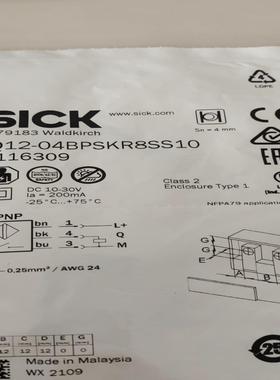 LDPE
SICK
79183 Waldkirch
www.sick.com
Sn = 4 mm
12-04BPSKR8SS10
116309
DC 10-30V
Ia = 200mA
-25°C...+75°C
Class 2
Enclosure Type 1
NFPA79 application
PNP
bn 1 L+
bk 4 Q
bu 3 M
0,25mm² / AWG 24
G
G
E
A
B
B C D E G
12 12 0 0
Made in Malaysia
WX 2109
25